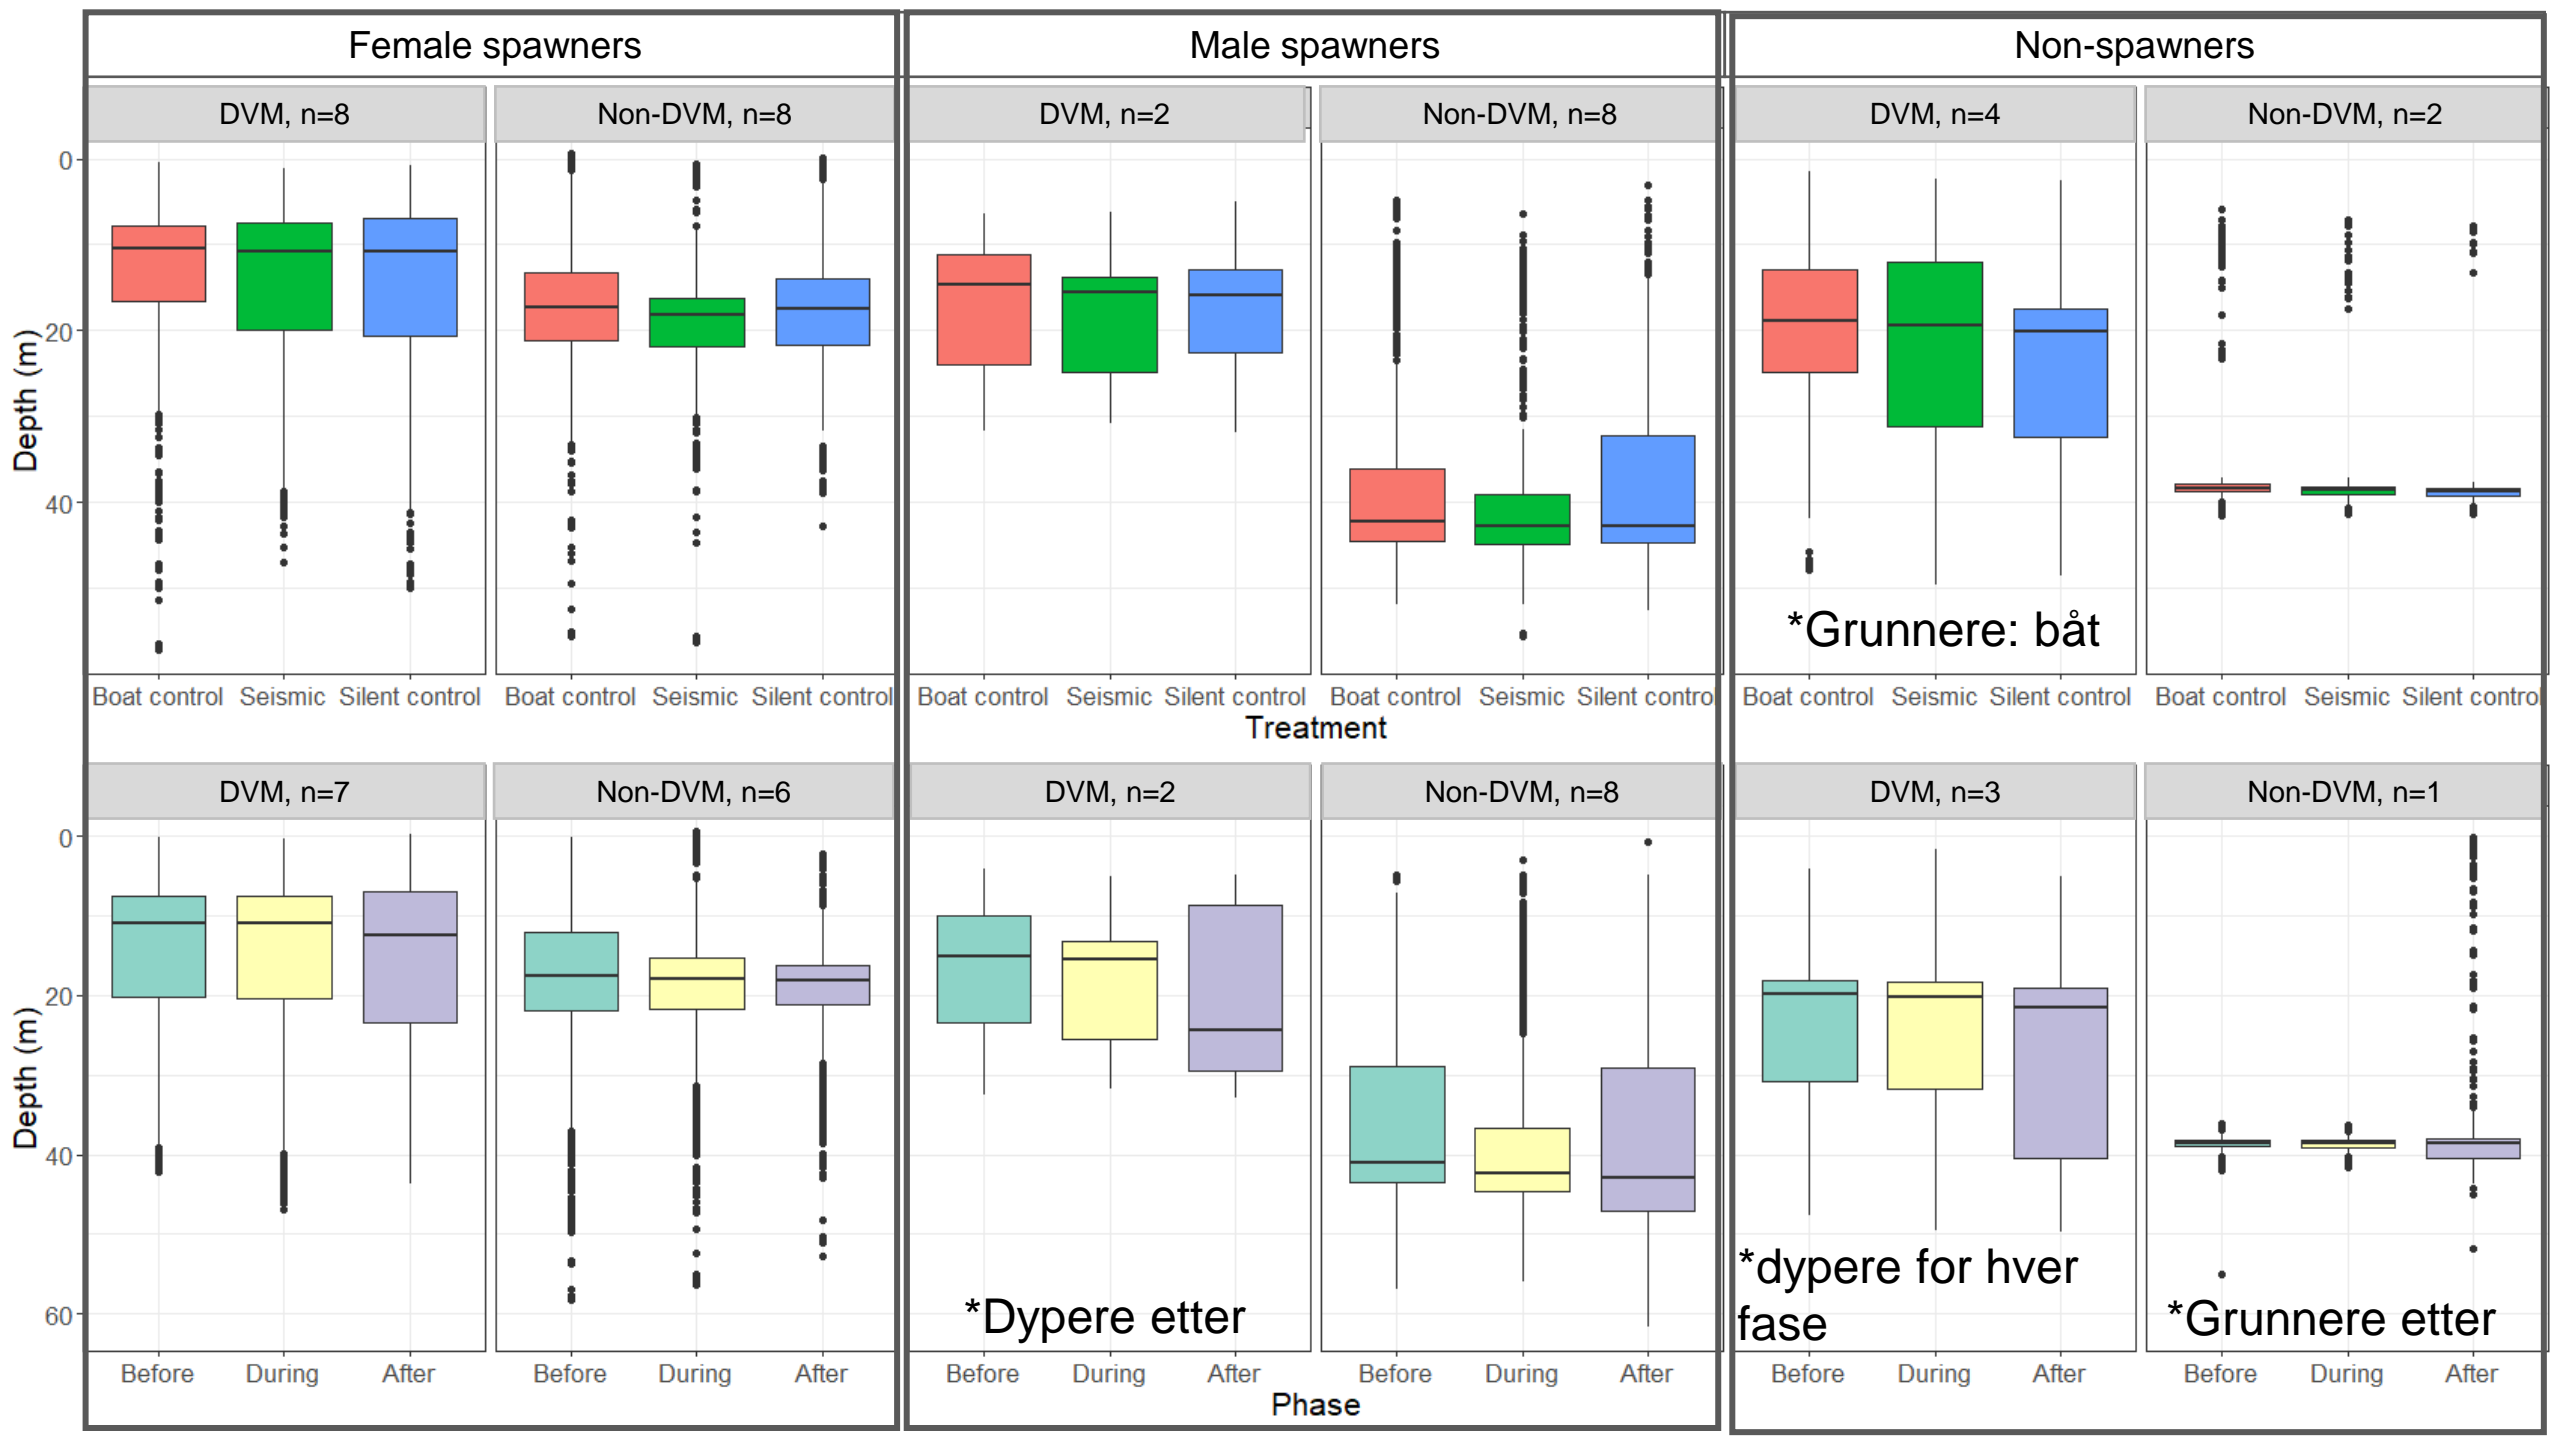 Female spawners
Male spawners
Non-spawners
DVM, n=8
Non-DVM, n=8
DVM, n=2
Non-DVM, n=8
DVM, n=4
Non-DVM, n=2
Depth (m)
0
20
40
*Grunnere: båt
Boat control Seismic Silent control
Boat control Seismic Silent control
Boat control Seismic Silent control
Boat control Seismic Silent control
Boat control Seismic Silent control
Boat control Seismic Silent control
Treatment
DVM, n=7
Non-DVM, n=6
DVM, n=2
Non-DVM, n=8
DVM, n=3
Non-DVM, n=1
Depth (m)
0
20
40
60
*Dypere etter
*dypere for hver
fase
*Grunnere etter
Before During After
Before During After
Before During After
Before During After
Before During After
Before During After
Phase